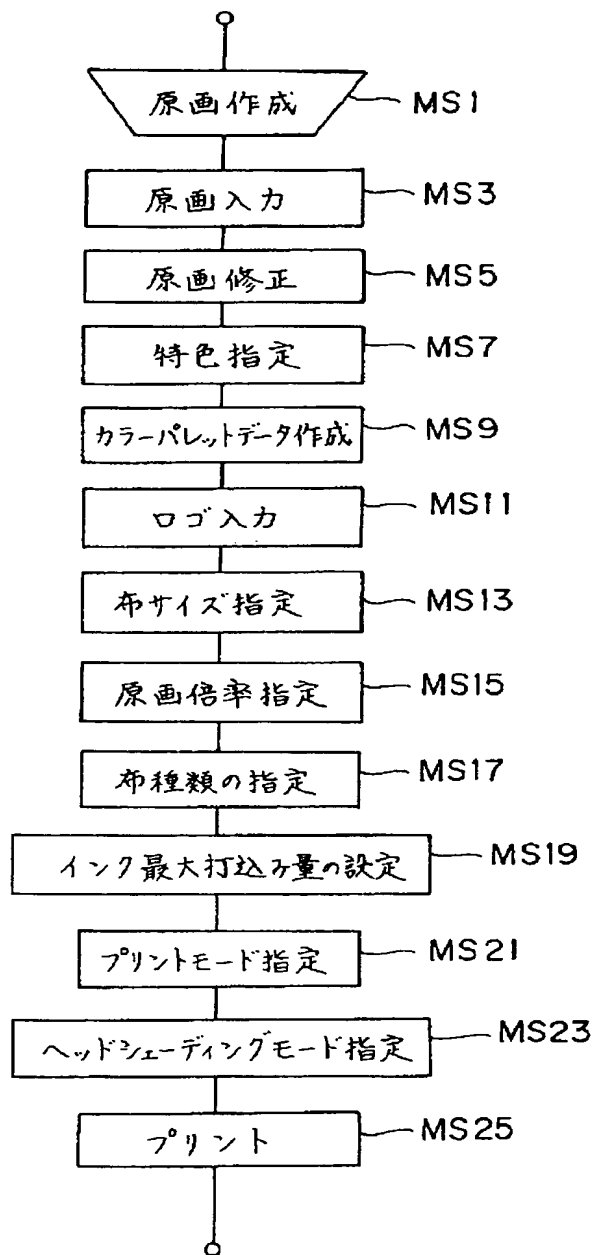 原画作成 MS1
原画入力 MS3
原画修正 MS5
特色指定 MS7
カラーパレットデータ作成 MS9
ロゴ入力 MS11
布サイズ指定 MS13
原画倍率指定 MS15
布種類の指定 MS17
インク最大打込み量の設定 MS19
プリントモード指定 MS21
ヘッドシェーディングモード指定 MS23
プリント MS25